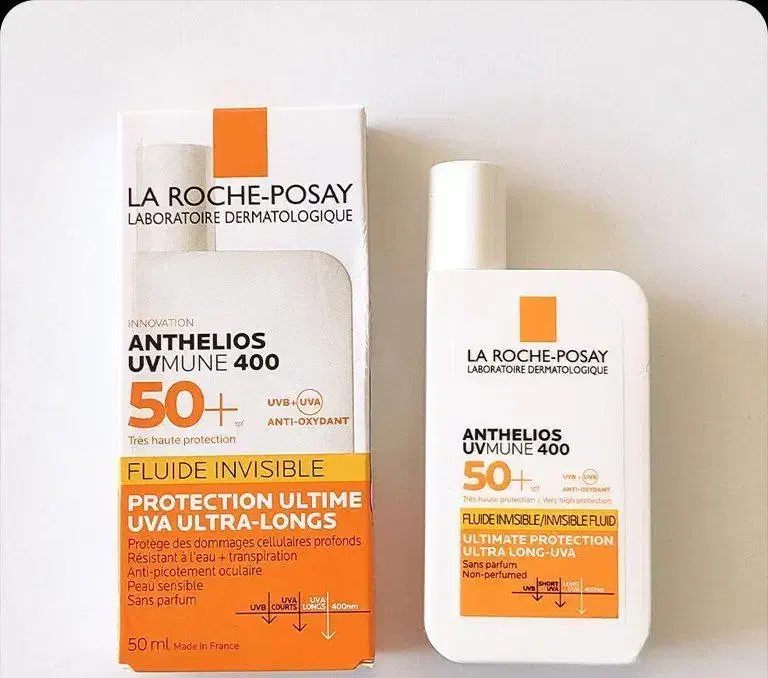 LA ROCHE-POSAY
LABORATOIRE DERMATOLOGIQUE
INNOVATION
ANTHELIOS
UVMUNE 400
50+ spf
UVB+UVA
ANTI-OXYDANT
Très haute protection
FLUIDE INVISIBLE
PROTECTION ULTIME
UVA ULTRA-LONGS
Protège des dommages cellulaires profonds
Résistant à l'eau + transpiration
Anti-picotement oculaire
Peau sensible
Sans parfum
UVB UVA COURTS UVA LONGS 400nm
50 ml Made in France
LA ROCHE-POSAY
LABORATOIRE DERMATOLOGIQUE
ANTHELIOS
UVMUNE 400
50+ spf
UVB+UVA
ANTI-OXYDANT
Très haute protection / Very high protection
FLUIDE INVISIBLE/INVISIBLE FLUID
ULTIMATE PROTECTION
ULTRA LONG-UVA
Sans parfum
Non-perfumed
UVB SHORT UVA LONG UVA 400nm